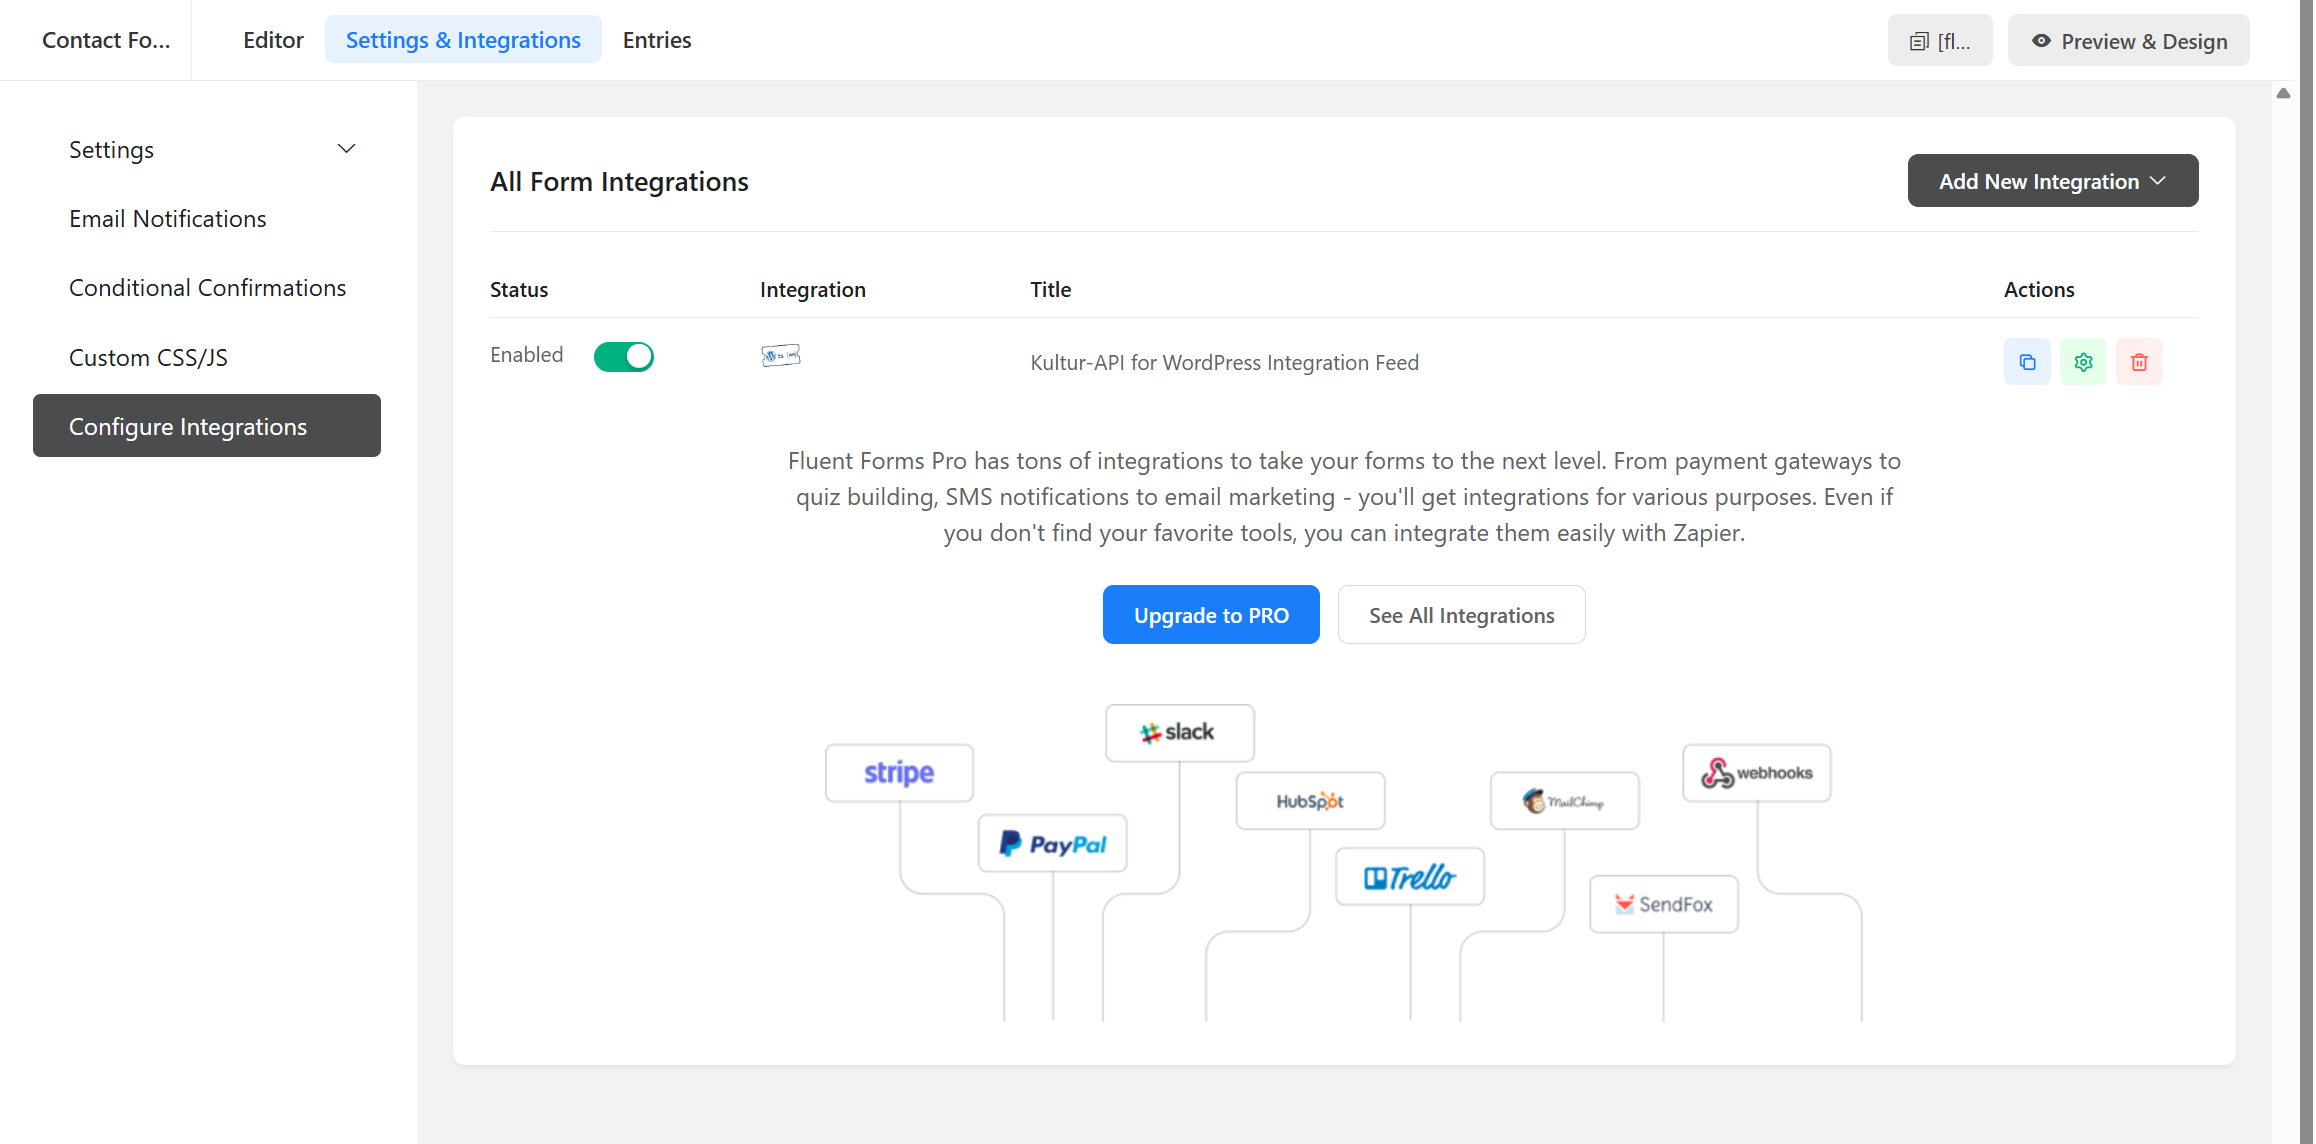 Contact Fo...
Editor
Settings & Integrations
Entries
[fl...
Preview & Design
Settings
Email Notifications
Conditional Confirmations
Custom CSS/JS
Configure Integrations
All Form Integrations
Add New Integration
Status
Integration
Title
Actions
Enabled
Kultur-API for WordPress Integration Feed
Fluent Forms Pro has tons of integrations to take your forms to the next level. From payment gateways to
quiz building, SMS notifications to email marketing - you'll get integrations for various purposes. Even if
you don't find your favorite tools, you can integrate them easily with Zapier.
Upgrade to PRO
See All Integrations
slack
stripe
webhooks
HubSpot
MailChimp
PayPal
Trello
SendFox